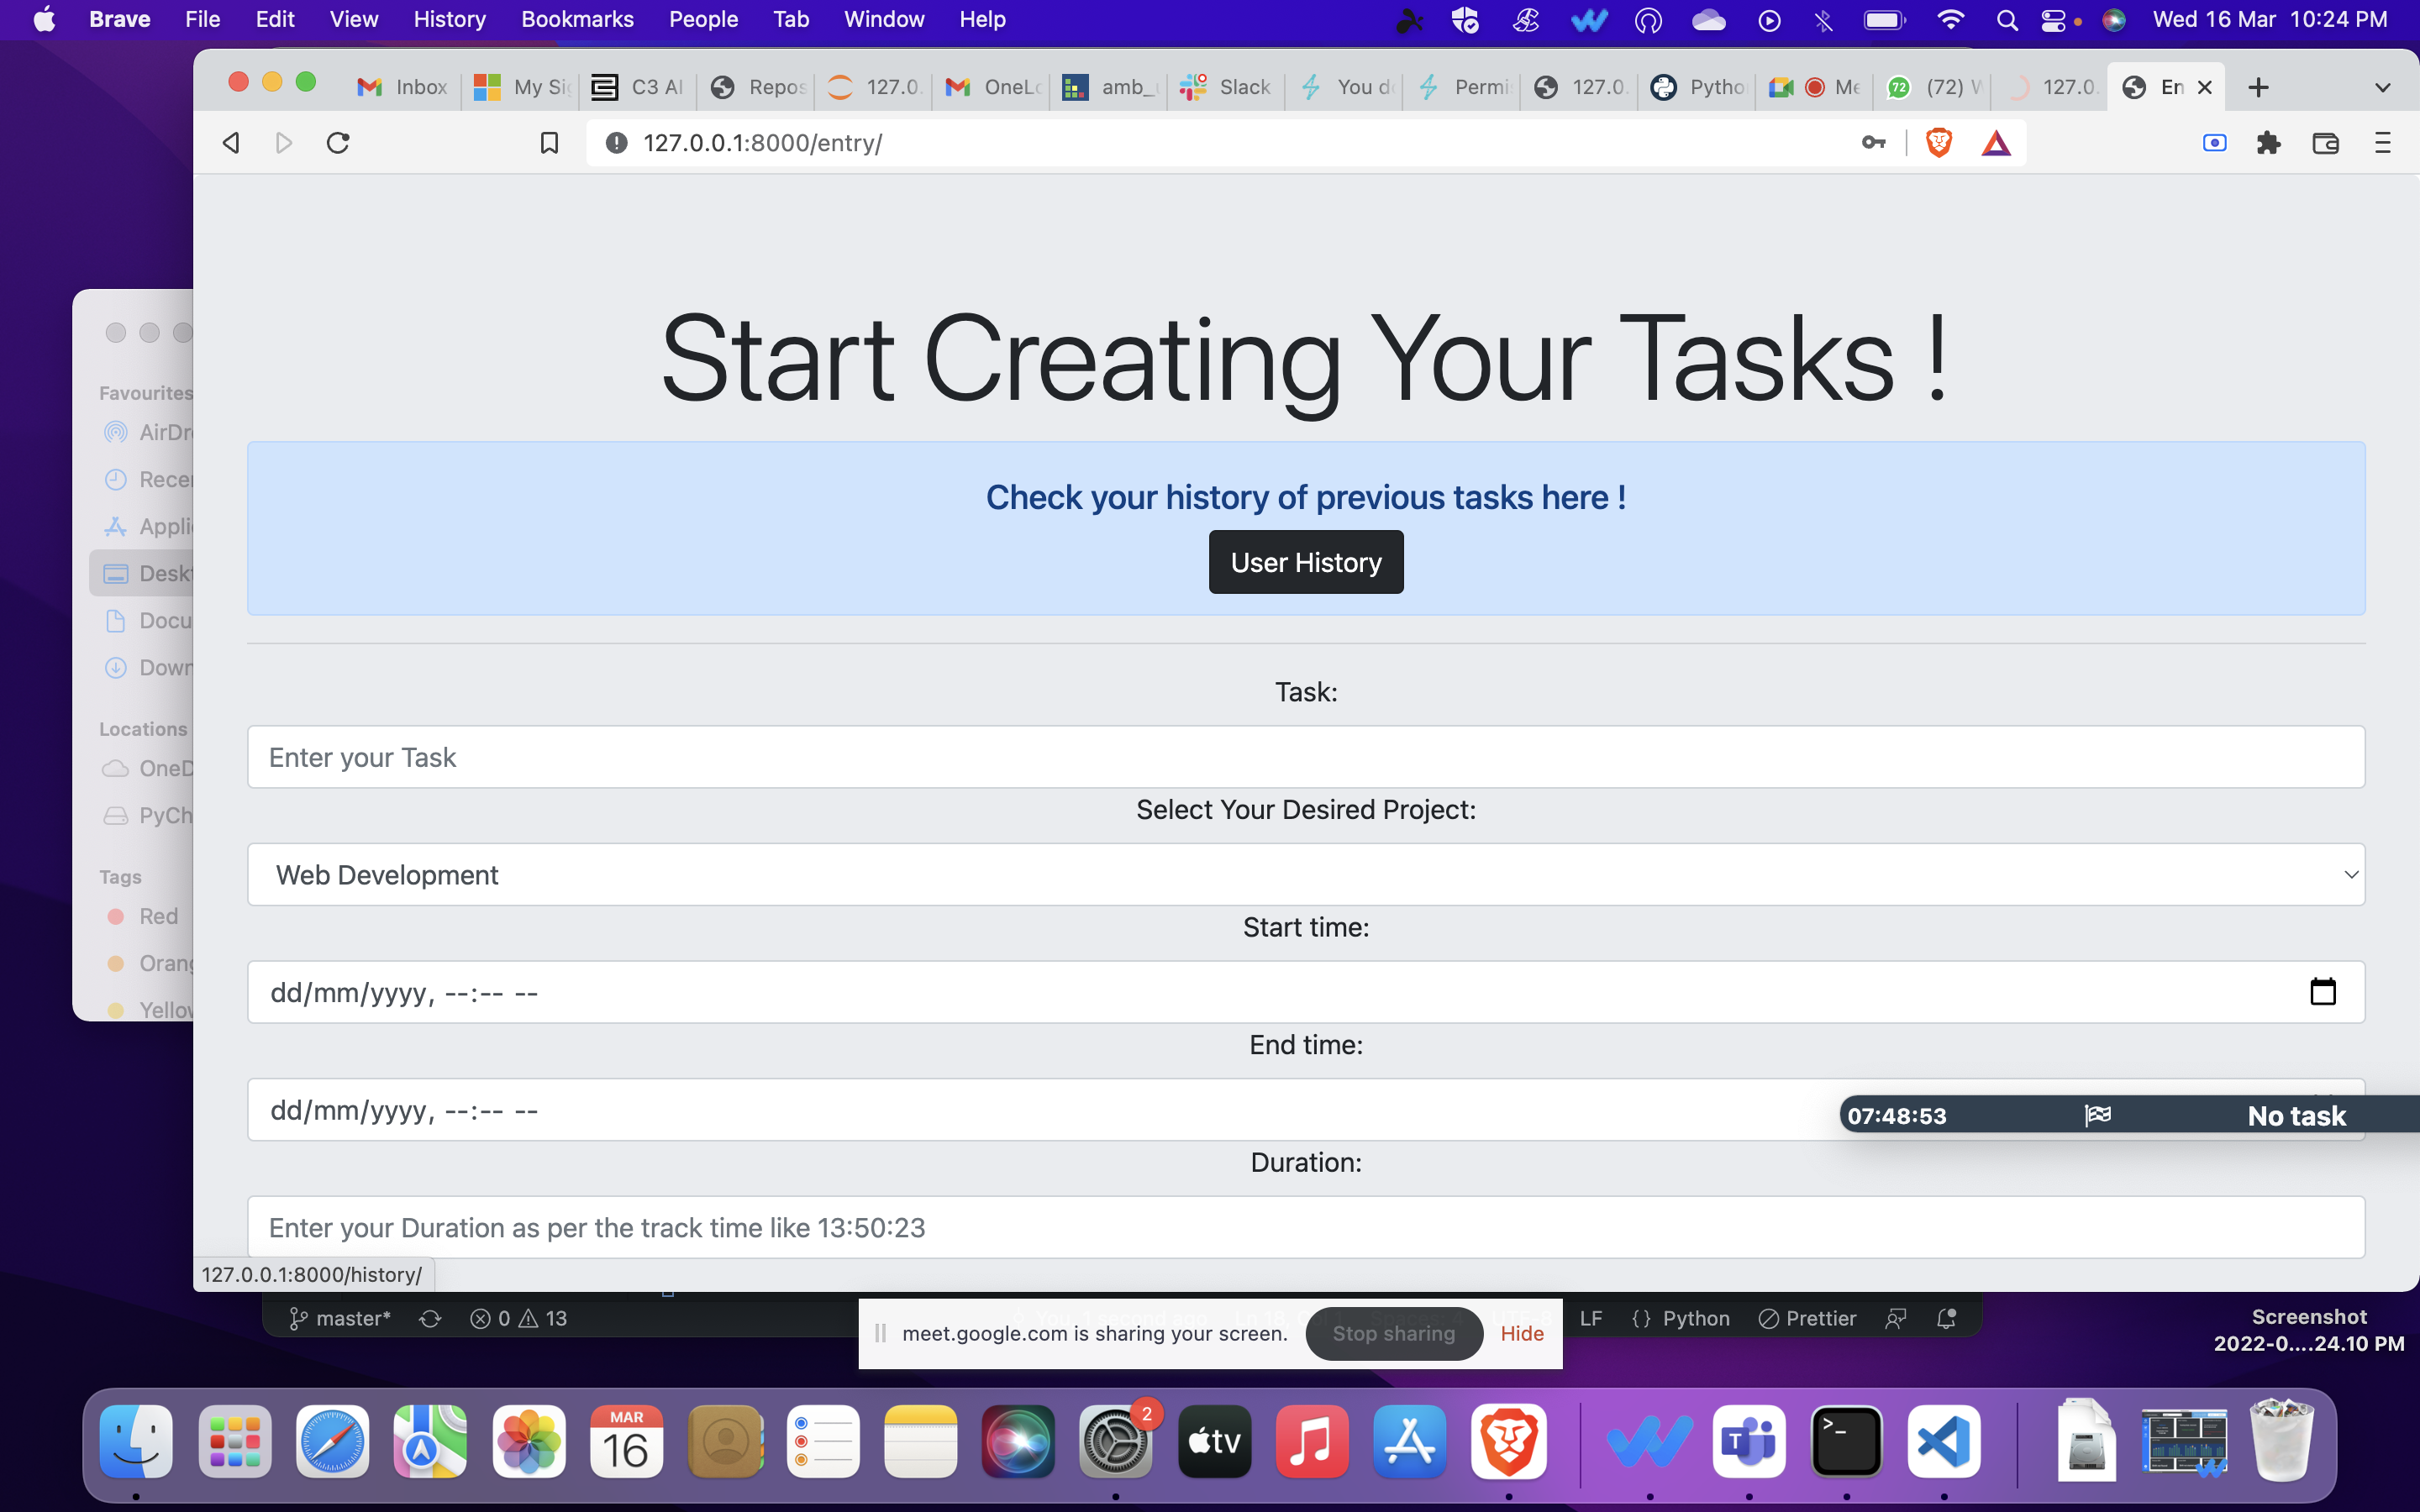 Brave File Edit View History Bookmarks People Tab Window Help Wed 16 Mar 10:24 PM
Inbox My Si C3 AI Repos 127.0. OneLo amb_ Slack You d Permi 127.0. Pytho Me 72 (72) W 127.0. En
127.0.0.1:8000/entry/
Start Creating Your Tasks !
Check your history of previous tasks here !
User History
Task:
Enter your Task
Select Your Desired Project:
Web Development
Start time:
dd/mm/yyyy, --:-- --
End time:
dd/mm/yyyy, --:-- --
07:48:53 No task
Duration:
Enter your Duration as per the track time like 13:50:23
127.0.0.1:8000/history/
Favourites
AirDr
Recen
Appli
Deskt
Docu
Down
Locations
OneD
PyCh
Tags
Red
Orang
Yellow
master* 0 13 LF {} Python Prettier
meet.google.com is sharing your screen. Stop sharing Hide
Screenshot
2022-0....24.10 PM
MAR
16
2
tv